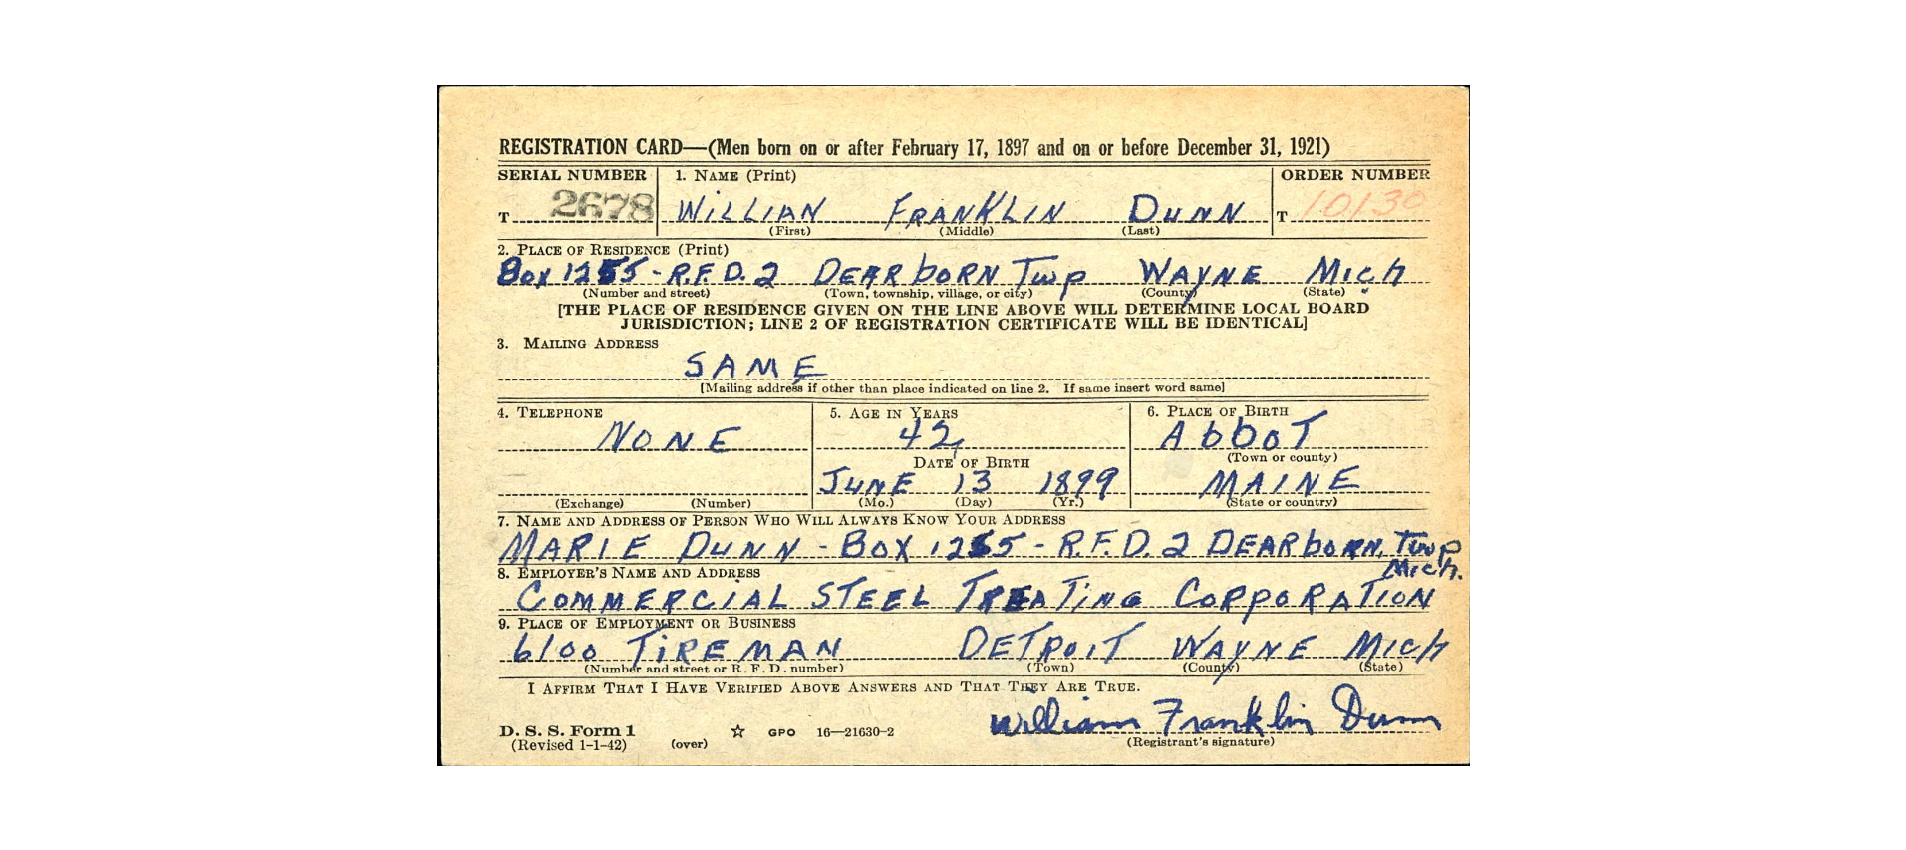 REGISTRATION CARD—(Men born on or after February 17, 1897 and on or before December 31, 1921)
SERIAL NUMBER 1. NAME (Print) ORDER NUMBER
T 2678 WILLIAN FRANKLIN DUNN T 10130
(First) (Middle) (Last)
2. PLACE OF RESIDENCE (Print)
Box 1255 - R.F.D. 2 DEARbORN Twp WAYNE Mich
(Number and street) (Town, township, village, or city) (County) (State)
[THE PLACE OF RESIDENCE GIVEN ON THE LINE ABOVE WILL DETERMINE LOCAL BOARD
JURISDICTION; LINE 2 OF REGISTRATION CERTIFICATE WILL BE IDENTICAL]
3. MAILING ADDRESS
SAME
[Mailing address if other than place indicated on line 2. If same insert word same]
4. TELEPHONE 5. AGE IN YEARS 6. PLACE OF BIRTH
NONE 42 AbboT
DATE OF BIRTH (Town or county)
JUNE 13 1899 MAINE
(Exchange) (Number) (Mo.) (Day) (Yr.) (State or country)
7. NAME AND ADDRESS OF PERSON WHO WILL ALWAYS KNOW YOUR ADDRESS
MARIE DUNN - BOX 1255 - R.F.D. 2 DEARbORN, Twp
Mich.
8. EMPLOYER'S NAME AND ADDRESS
COMMERCIAL STEEL TREATING CORPORATION
9. PLACE OF EMPLOYMENT OR BUSINESS
6100 TIREMAN DETROIT WAYNE Mich
(Number and street or R. F. D. number) (Town) (County) (State)
I AFFIRM THAT I HAVE VERIFIED ABOVE ANSWERS AND THAT THEY ARE TRUE.
William Franklin Dunn
D. S. S. Form 1
(Revised 1-1-42) (over) ☆ GPO 16—21630-2 (Registrant's signature)